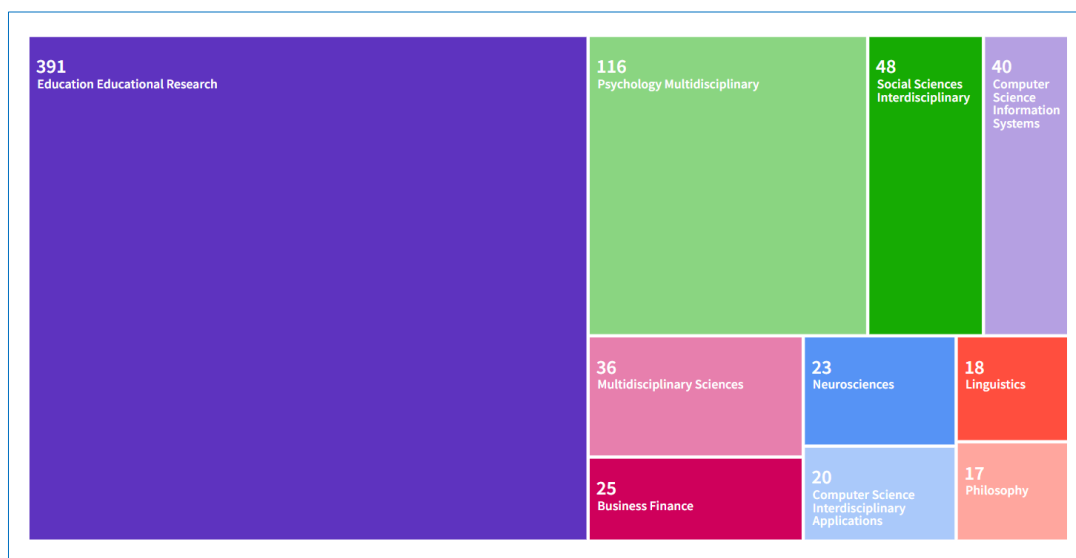 391
Education Educational Research
116
Psychology Multidisciplinary
48
Social Sciences
Interdisciplinary
40
Computer
Science
Information
Systems
36
Multidisciplinary Sciences
23
Neurosciences
18
Linguistics
25
Business Finance
20
Computer Science
Interdisciplinary
Applications
17
Philosophy